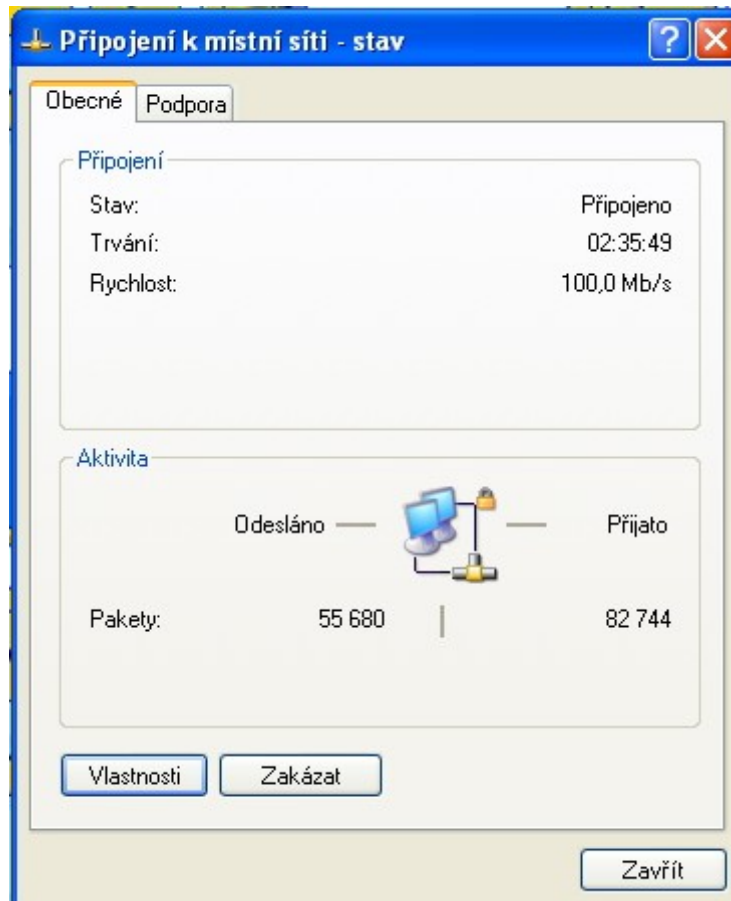 Připojení k místní síti - stav
Obecné Podpora
Připojení
Stav: Připojeno
Trvání: 02:35:49
Rychlost: 100,0 Mb/s
Aktivita
Odesláno Přijato
Pakety: 55 680 82 744
Vlastnosti Zakázat
Zavřít